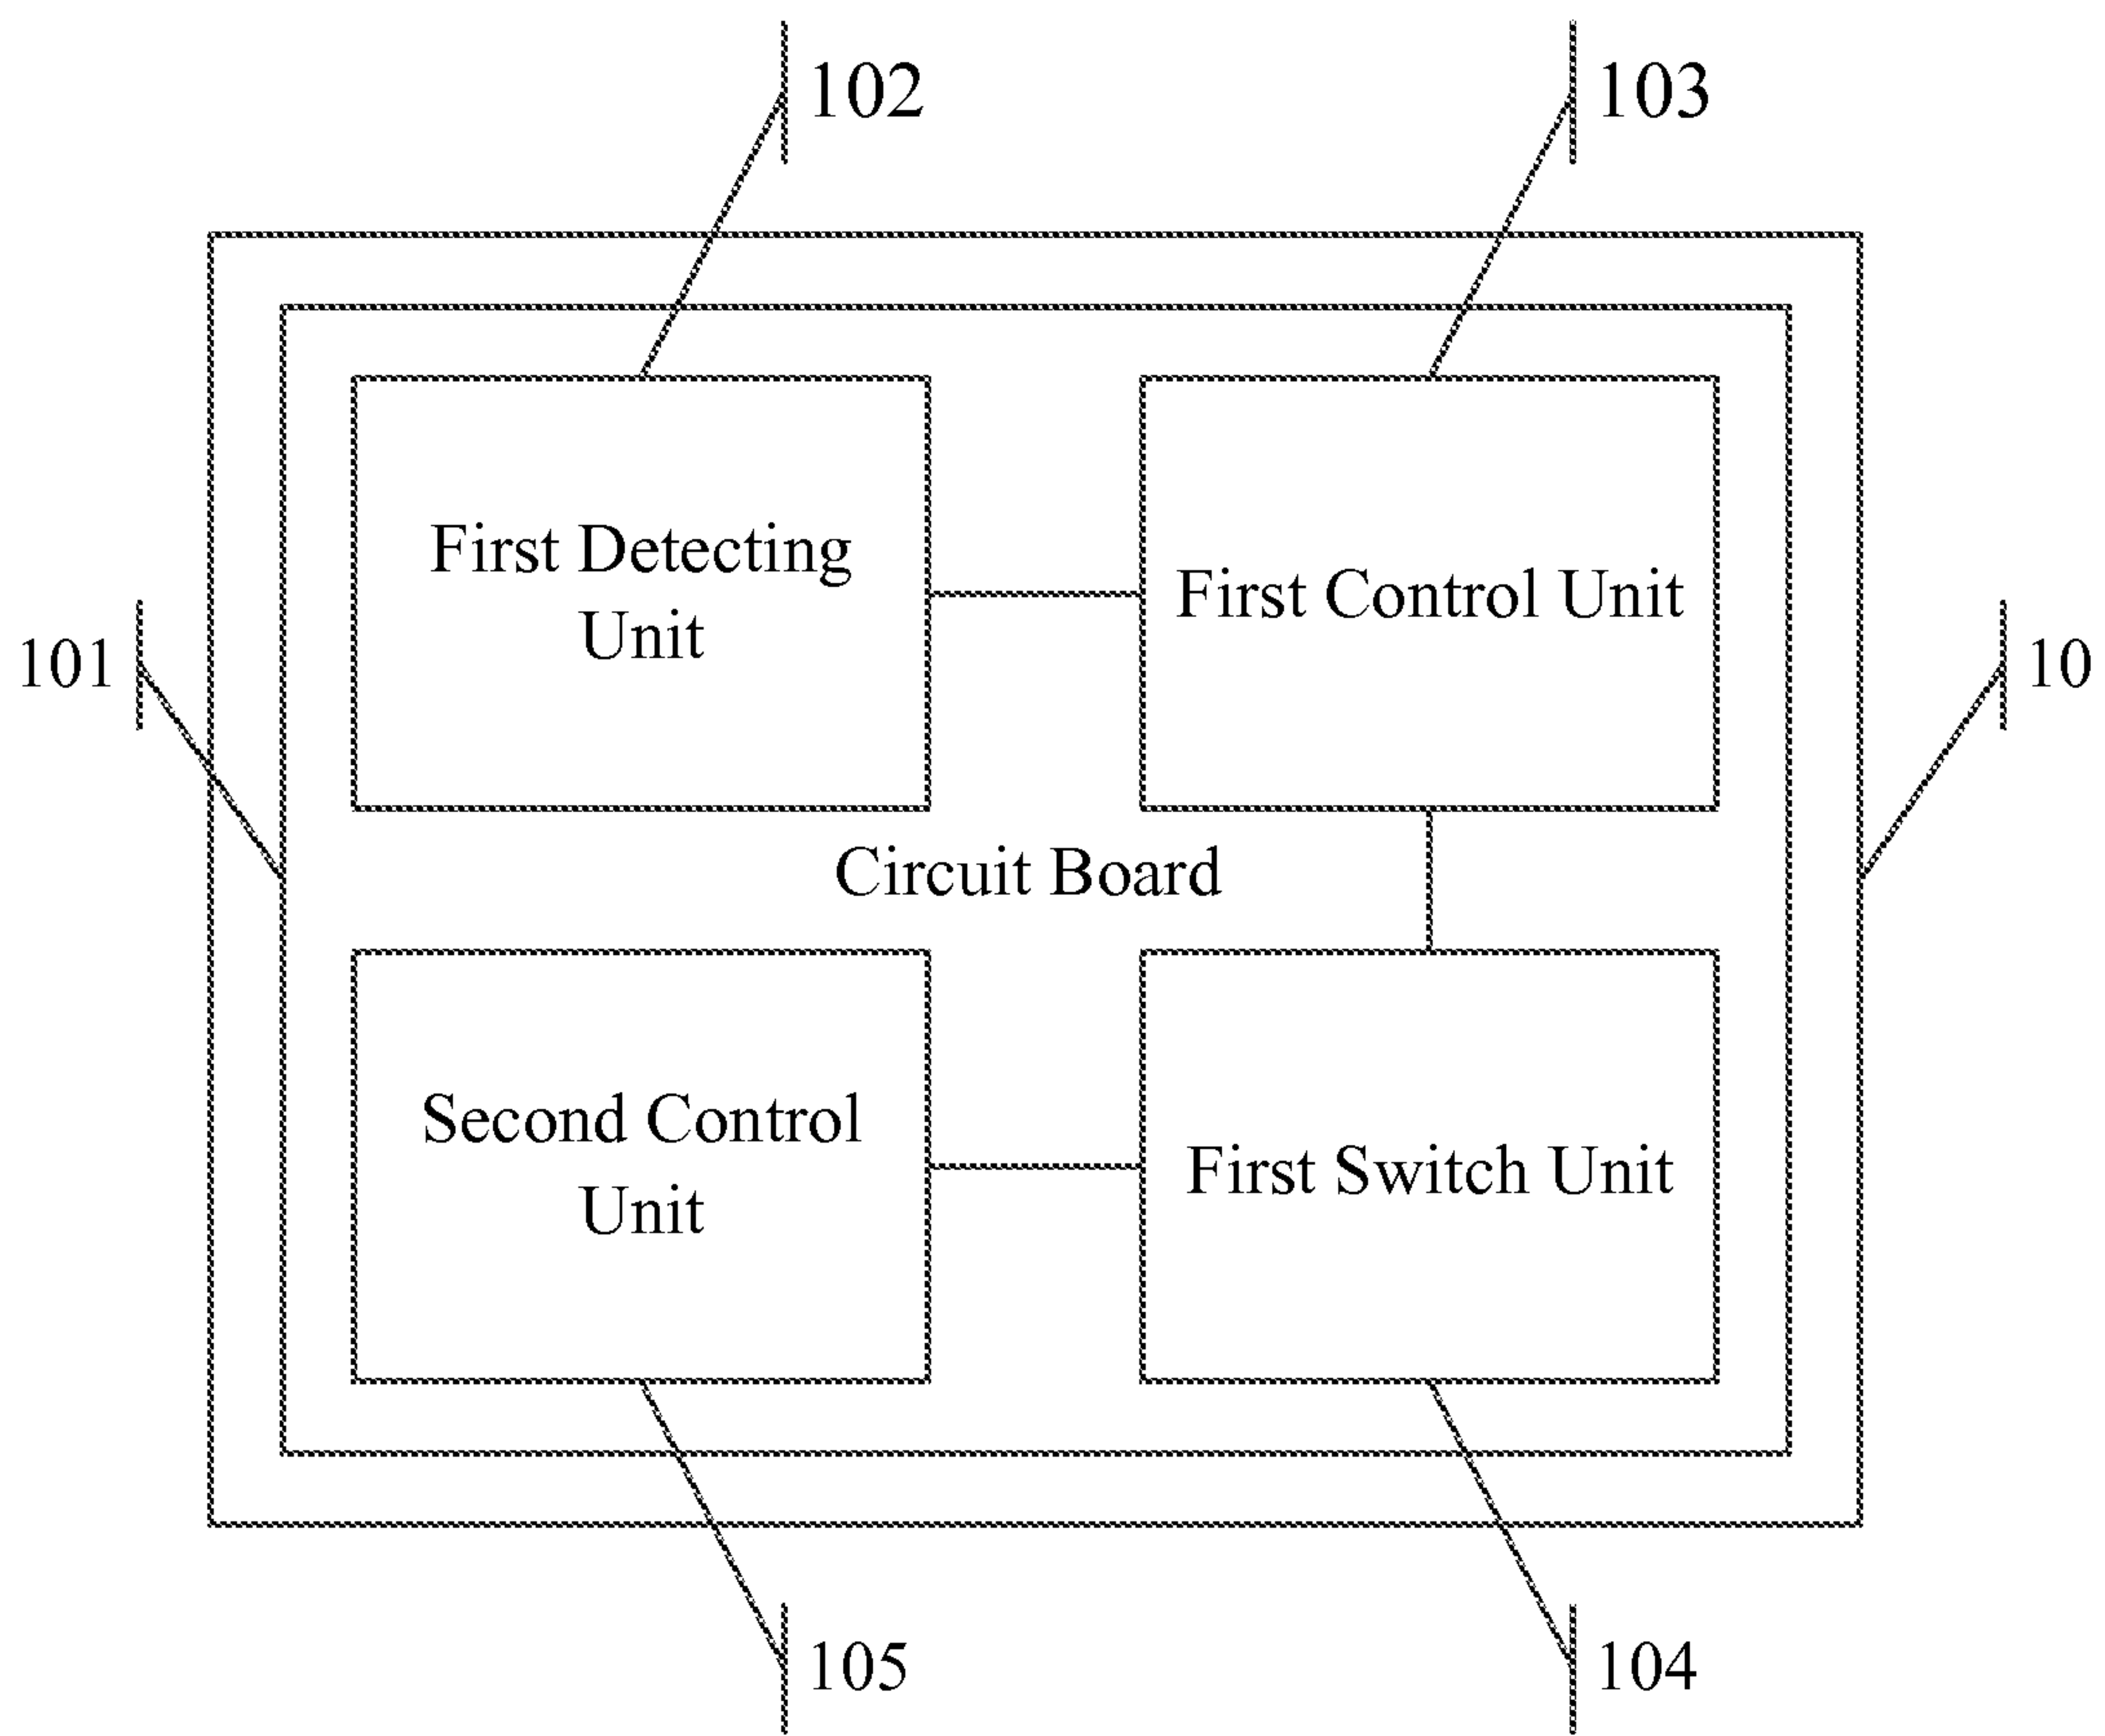 102
103
First Detecting
Unit
First Control Unit
101
10
Circuit Board
Second Control
Unit
First Switch Unit
105
104